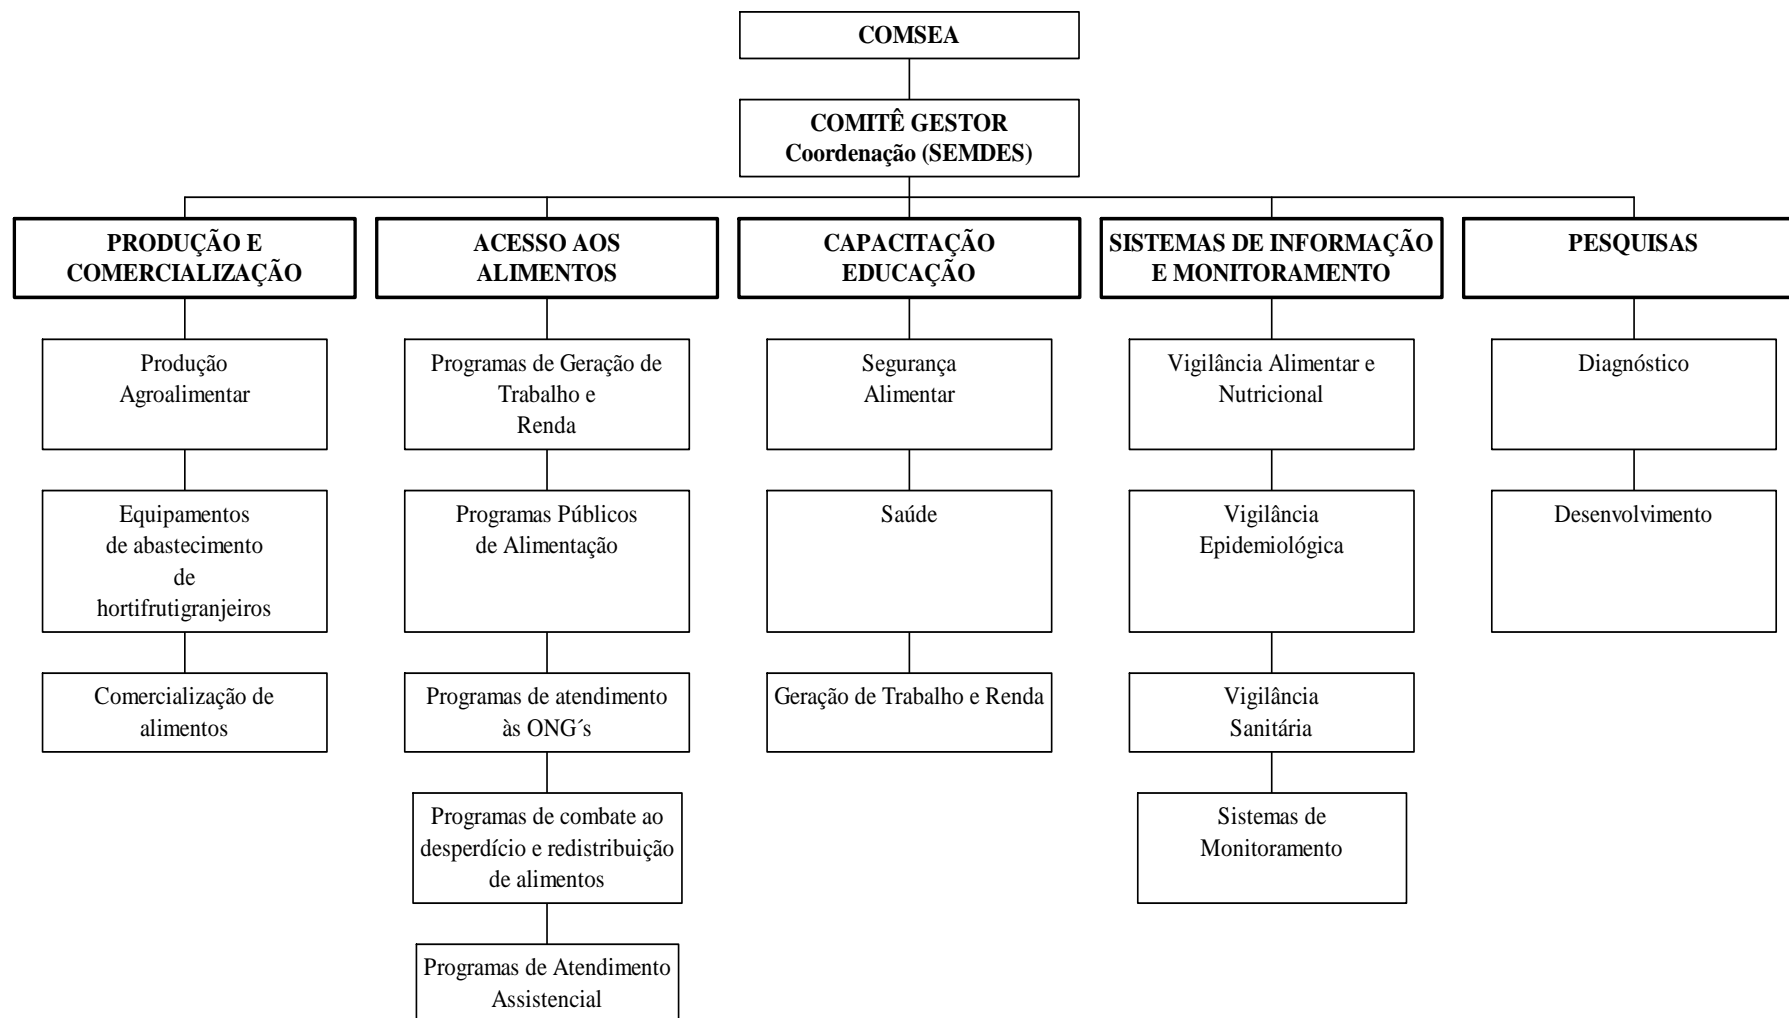 COMSEA
COMITÊ GESTOR
Coordenação (SEMDES)
PRODUÇÃO E
COMERCIALIZAÇÃO
ACESSO AOS
ALIMENTOS
CAPACITAÇÃO
EDUCAÇÃO
SISTEMAS DE INFORMAÇÃO
E MONITORAMENTO
PESQUISAS
Produção
Agroalimentar
Programas de Geração de
Trabalho e
Renda
Segurança
Alimentar
Vigilância Alimentar e
Nutricional
Diagnóstico
Equipamentos
de abastecimento
de
hortifrutigranjeiros
Programas Públicos
de Alimentação
Saúde
Vigilância
Epidemiológica
Desenvolvimento
Comercialização de
alimentos
Programas de atendimento
às ONG´s
Geração de Trabalho e Renda
Vigilância
Sanitária
Programas de combate ao
desperdício e redistribuição
de alimentos
Sistemas de
Monitoramento
Programas de Atendimento
Assistencial